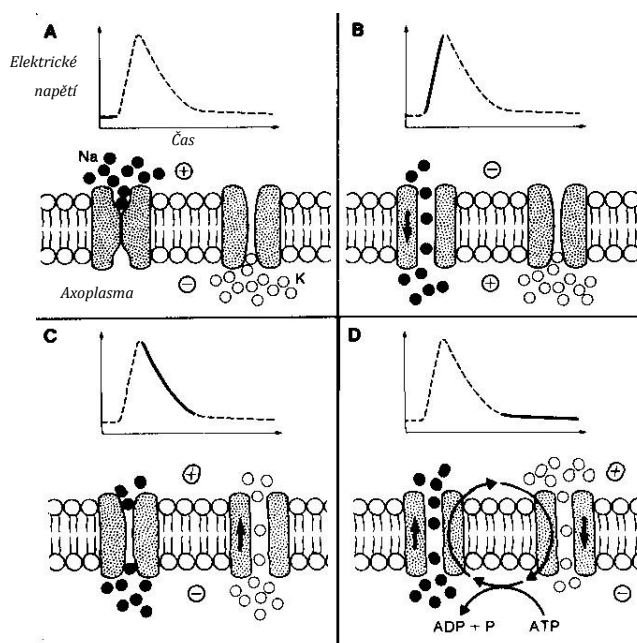 A
Elektrické
napětí
Čas
Na
+
−
K
Axoplasma
B
−
+
C
+
−
D
+
−
ADP + P
ATP